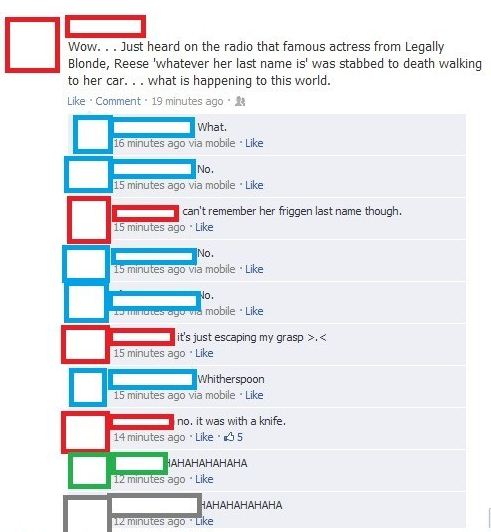 Wow. . . Just heard on the radio that famous actress from Legally
Blonde, Reese 'whatever her last name is' was stabbed to death walking
to her car. . . what is happening to this world.
Like · Comment · 19 minutes ago ·
What.
16 minutes ago via mobile · Like
No.
15 minutes ago via mobile · Like
can't remember her friggen last name though.
15 minutes ago · Like
No.
15 minutes ago via mobile · Like
No.
15 minutes ago via mobile · Like
it's just escaping my grasp >.<
15 minutes ago · Like
Whitherspoon
15 minutes ago via mobile · Like
no. it was with a knife.
14 minutes ago · Like · 5
HAHAHAHAHAHA
12 minutes ago · Like
HAHAHAHAHAHA
12 minutes ago · Like